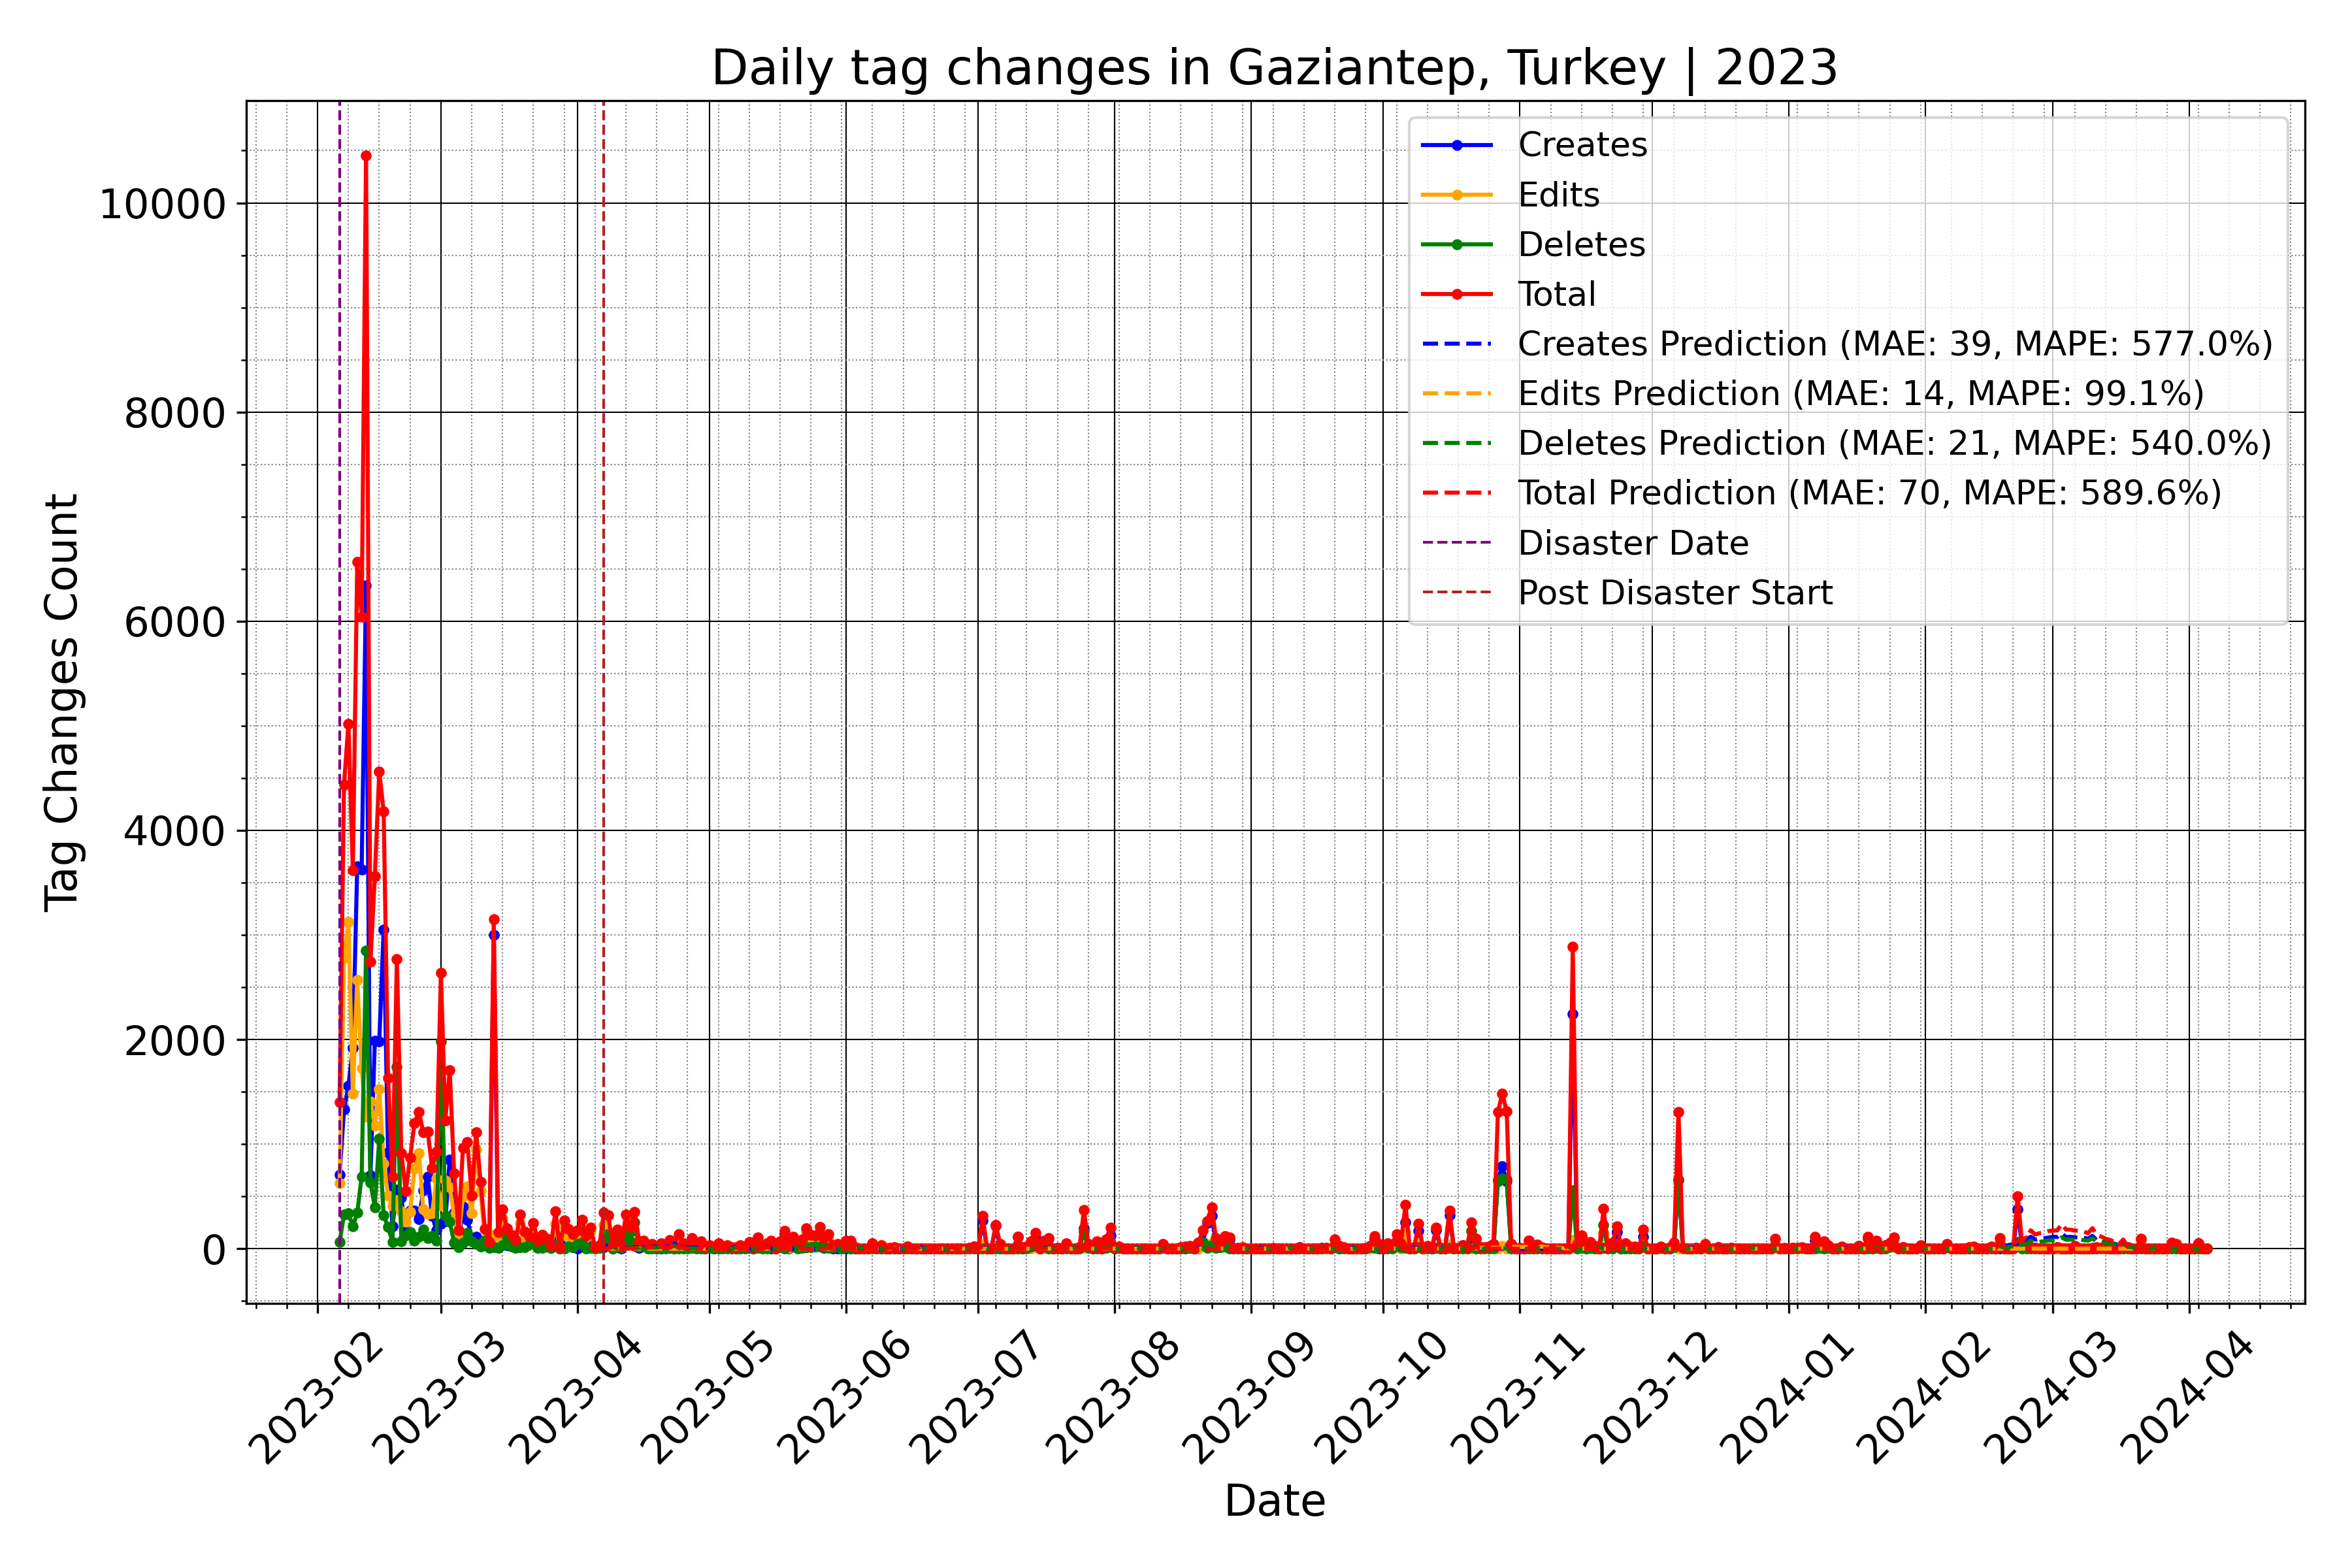 Daily tag changes in Gaziantep, Turkey | 2023
Tag Changes Count
10000
8000
6000
4000
2000
0
Creates
Edits
Deletes
Total
Creates Prediction (MAE: 39, MAPE: 577.0%)
Edits Prediction (MAE: 14, MAPE: 99.1%)
Deletes Prediction (MAE: 21, MAPE: 540.0%)
Total Prediction (MAE: 70, MAPE: 589.6%)
Disaster Date
Post Disaster Start
2023-02
2023-03
2023-04
2023-05
2023-06
2023-07
2023-08
2023-09
2023-10
2023-11
2023-12
2024-01
2024-02
2024-03
2024-04
Date